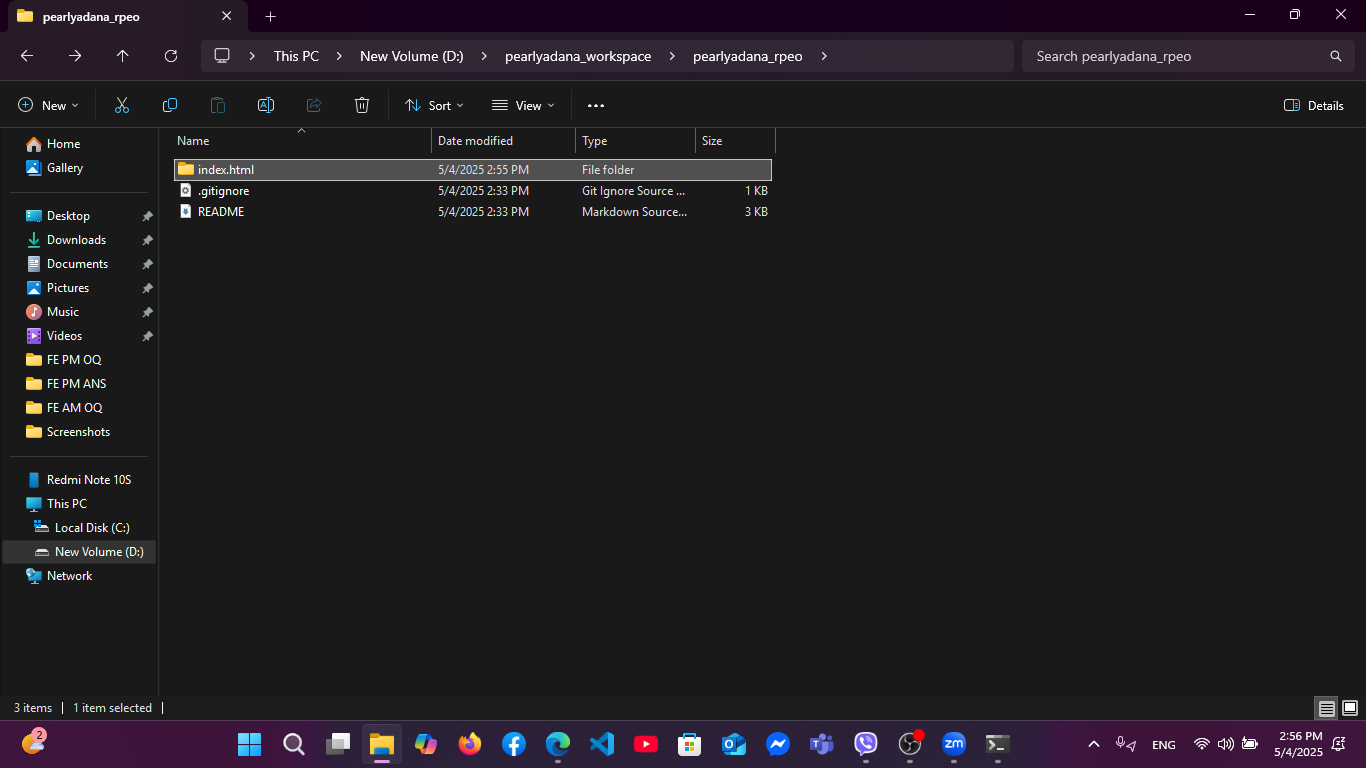 pearlyadana_rpeo
This PC New Volume (D:) pearlyadana_workspace pearlyadana_rpeo
Search pearlyadana_rpeo
New Sort View Details
Name Date modified Type Size
index.html 5/4/2025 2:55 PM File folder
.gitignore 5/4/2025 2:33 PM Git Ignore Source ... 1 KB
README 5/4/2025 2:33 PM Markdown Source... 3 KB
Home
Gallery
Desktop
Downloads
Documents
Pictures
Music
Videos
FE PM OQ
FE PM ANS
FE AM OQ
Screenshots
Redmi Note 10S
This PC
Local Disk (C:)
New Volume (D:)
Network
3 items 1 item selected
2
zm
ENG
2:56 PM
5/4/2025